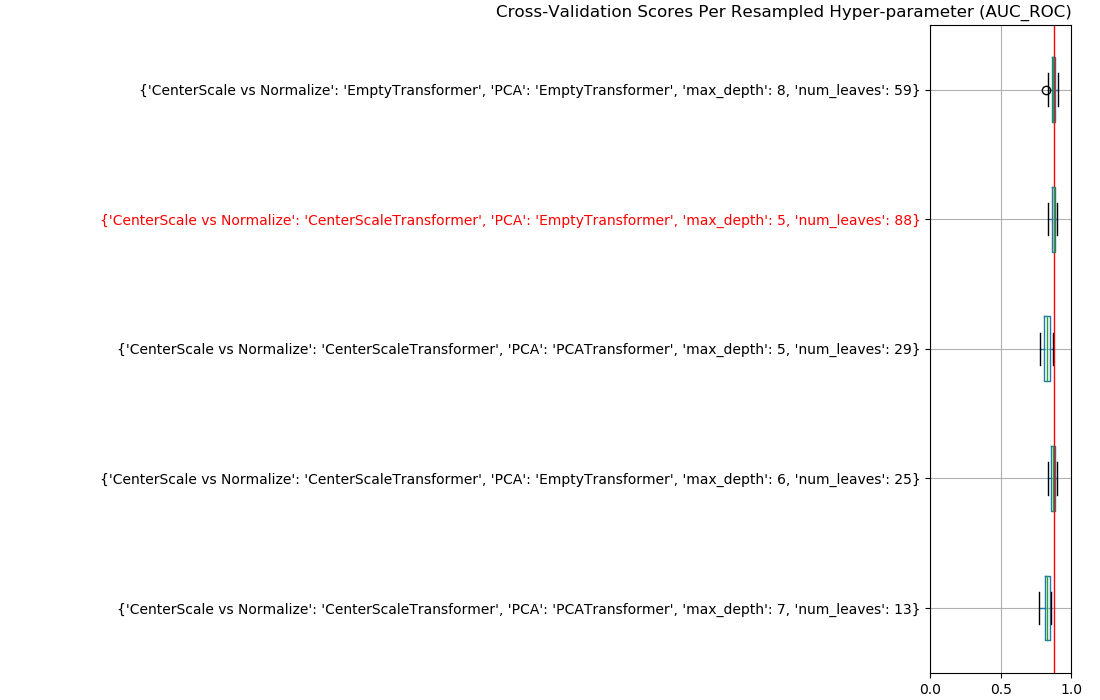 Cross-Validation Scores Per Resampled Hyper-parameter (AUC_ROC)
{'CenterScale vs Normalize': 'EmptyTransformer', 'PCA': 'EmptyTransformer', 'max_depth': 8, 'num_leaves': 59}
{'CenterScale vs Normalize': 'CenterScaleTransformer', 'PCA': 'EmptyTransformer', 'max_depth': 5, 'num_leaves': 88}
{'CenterScale vs Normalize': 'CenterScaleTransformer', 'PCA': 'PCATransformer', 'max_depth': 5, 'num_leaves': 29}
{'CenterScale vs Normalize': 'CenterScaleTransformer', 'PCA': 'EmptyTransformer', 'max_depth': 6, 'num_leaves': 25}
{'CenterScale vs Normalize': 'CenterScaleTransformer', 'PCA': 'PCATransformer', 'max_depth': 7, 'num_leaves': 13}
0.0 0.5 1.0